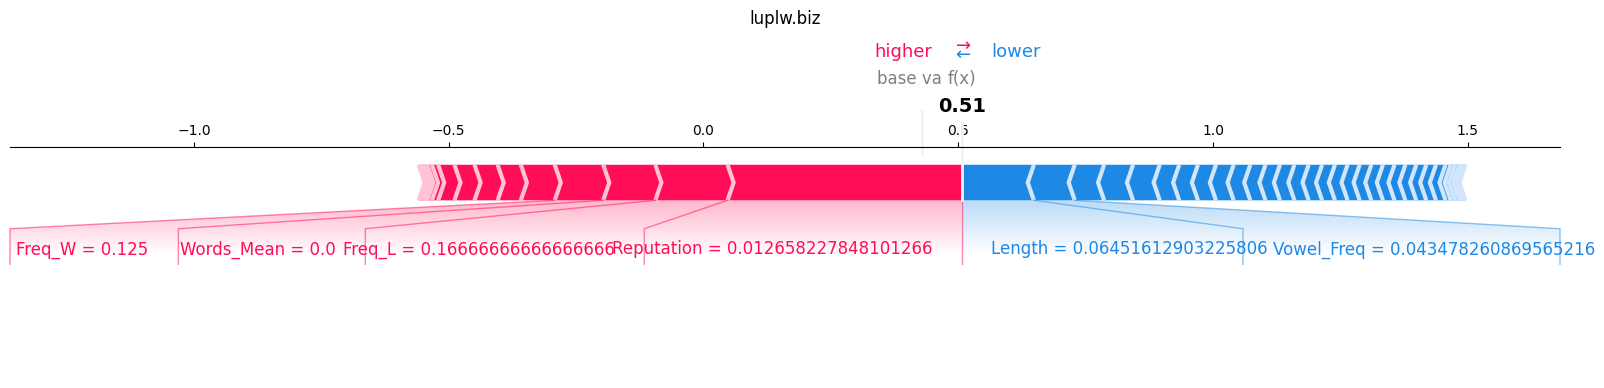 luplw.biz
higher ⇄ lower
base va f(x)
0.51
−1.0 −0.5 0.0 0.5 1.0 1.5
Freq_W = 0.125 Words_Mean = 0.0 Freq_L = 0.16666666666666666 Reputation = 0.012658227848101266 Length = 0.06451612903225806 Vowel_Freq = 0.043478260869565216